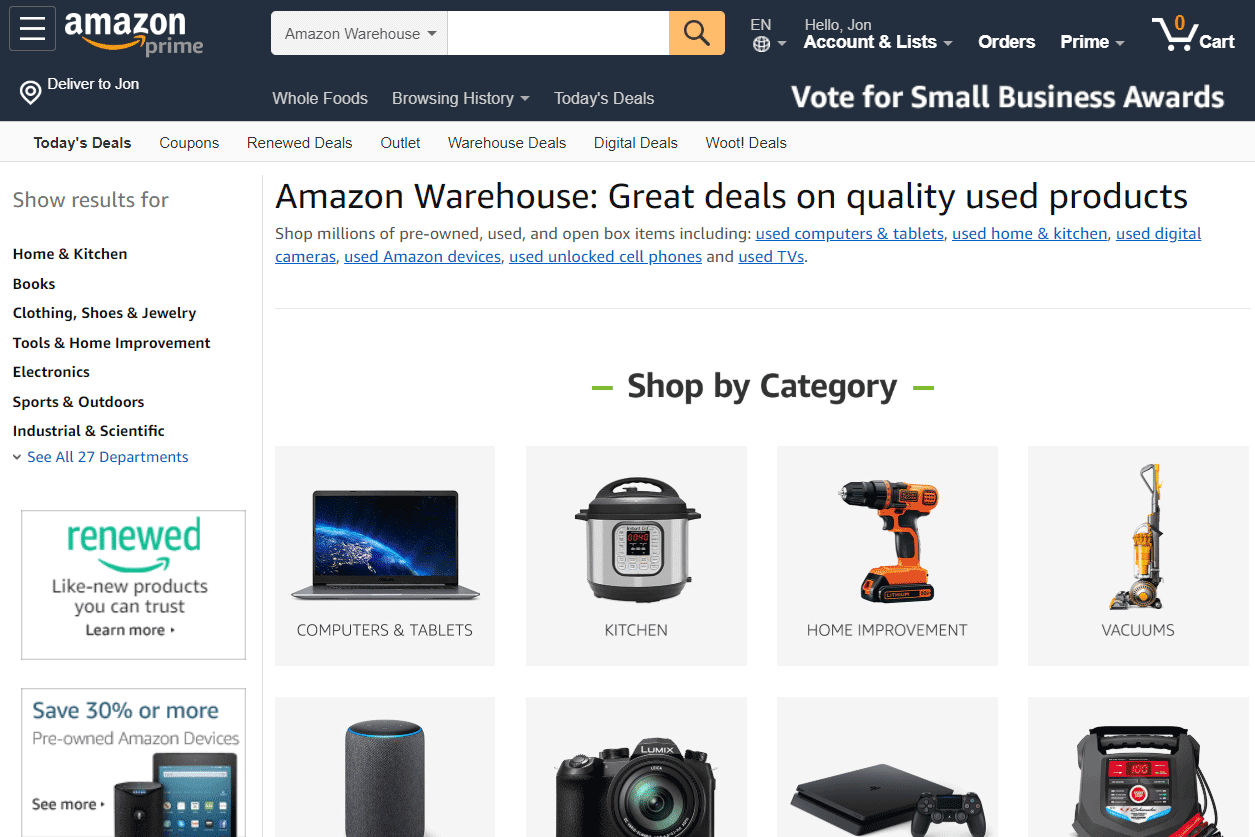 amazon
prime
Amazon Warehouse
EN
Hello, Jon
Account & Lists
Orders
Prime
0
Cart
Deliver to Jon
Whole Foods
Browsing History
Today's Deals
Vote for Small Business Awards
Today's Deals
Coupons
Renewed Deals
Outlet
Warehouse Deals
Digital Deals
Woot! Deals
Show results for
Home & Kitchen
Books
Clothing, Shoes & Jewelry
Tools & Home Improvement
Electronics
Sports & Outdoors
Industrial & Scientific
See All 27 Departments
renewed
Like-new products
you can trust
Learn more
Save 30% or more
Pre-owned Amazon Devices
See more
Amazon Warehouse: Great deals on quality used products
Shop millions of pre-owned, used, and open box items including: used computers & tablets, used home & kitchen, used digital
cameras, used Amazon devices, used unlocked cell phones and used TVs.
Shop by Category
COMPUTERS & TABLETS
Instant Pot
0040
KITCHEN
LITHIUM
HOME IMPROVEMENT
VACUUMS
LUMIX
LEICA
100